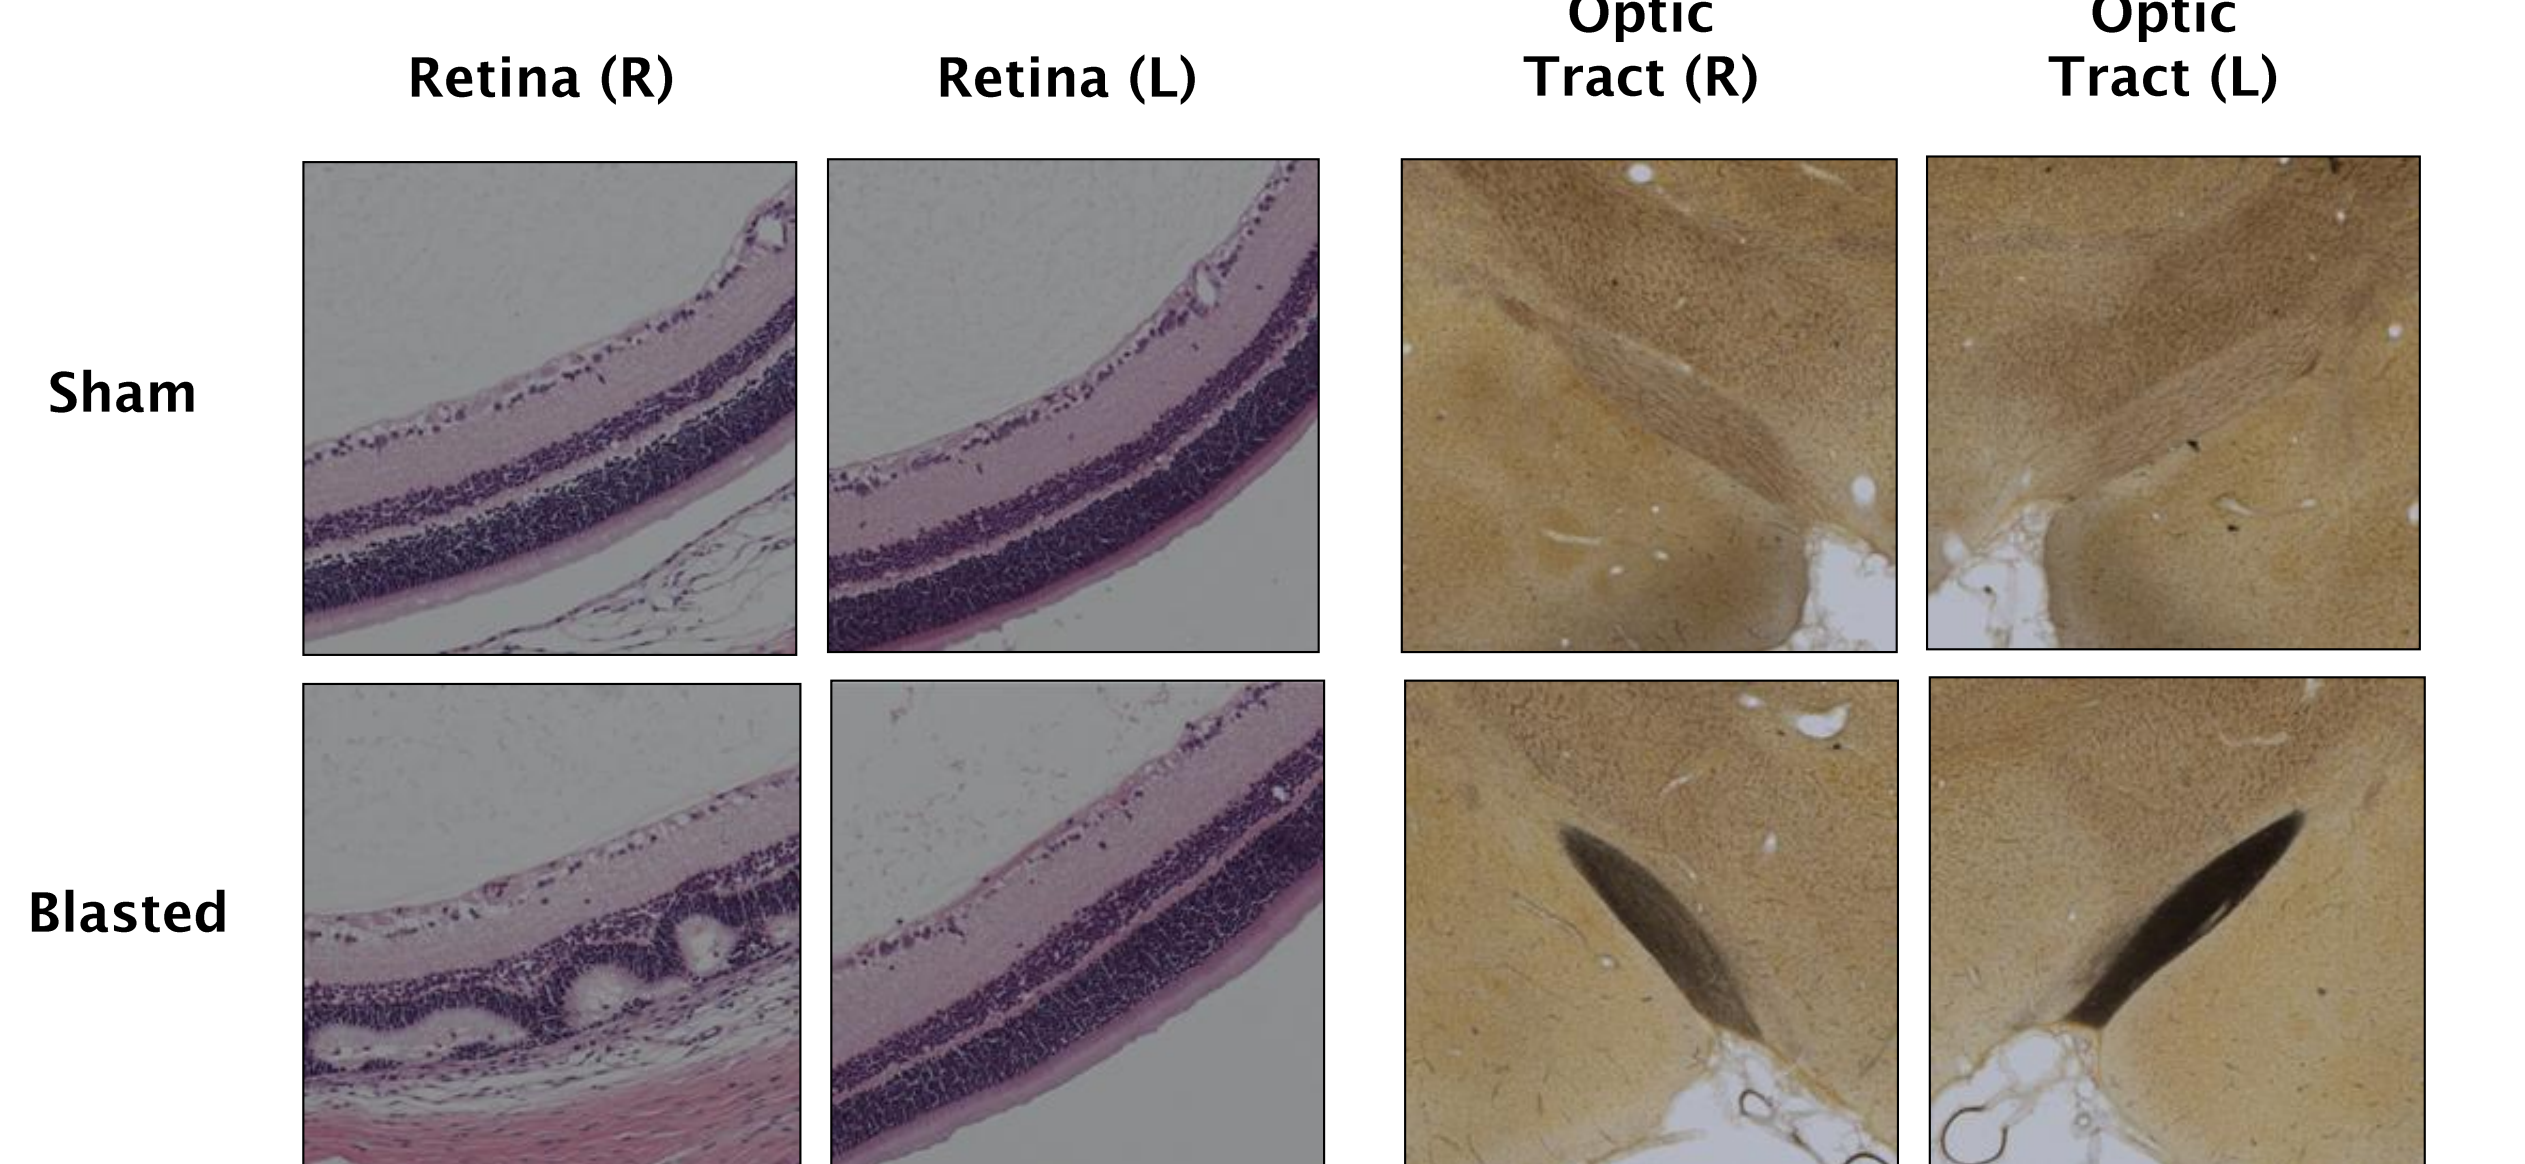 Optic
Optic
Retina (R)
Retina (L)
Tract (R)
Tract (L)
Sham
Blasted